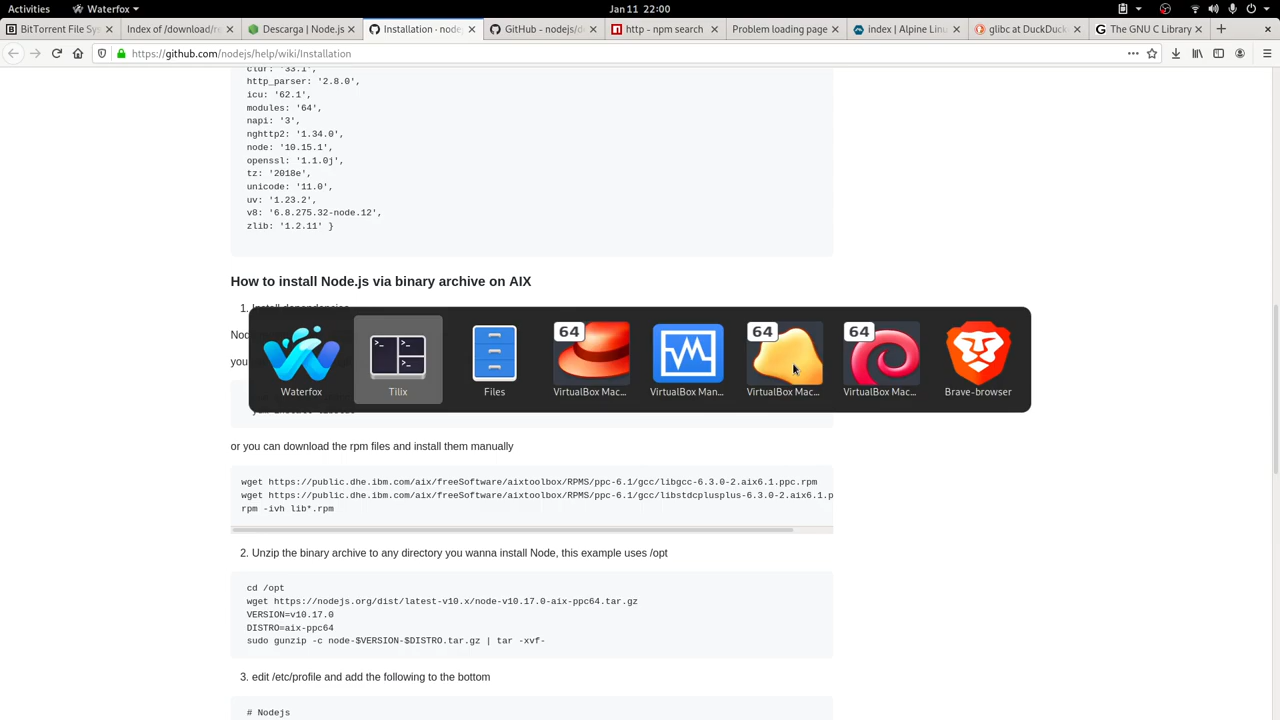 Activities
Waterfox
Jan 11 22:00
BitTorrent File Sys
Index of /download/re
Descarga | Node.js
Installation · node
GitHub - nodejs/d
http - npm search
Problem loading page
index | Alpine Linu
glibc at DuckDuc
The GNU C Library
https://github.com/nodejs/help/wiki/Installation
cldr: '33.1',
http_parser: '2.8.0',
icu: '62.1',
modules: '64',
napi: '3',
nghttp2: '1.34.0',
node: '10.15.1',
openssl: '1.1.0j',
tz: '2018e',
unicode: '11.0',
uv: '1.23.2',
v8: '6.8.275.32-node.12',
zlib: '1.2.11' }
How to install Node.js via binary archive on AIX
1. Install dependencies
64
64
64
Waterfox
Tilix
Files
VirtualBox Mac...
VirtualBox Man...
VirtualBox Mac...
VirtualBox Mac...
Brave-browser
or you can download the rpm files and install them manually
wget https://public.dhe.ibm.com/aix/freeSoftware/aixtoolbox/RPMS/ppc-6.1/gcc/libgcc-6.3.0-2.aix6.1.ppc.rpm
wget https://public.dhe.ibm.com/aix/freeSoftware/aixtoolbox/RPMS/ppc-6.1/gcc/libstdcplusplus-6.3.0-2.aix6.1.p
rpm -ivh lib*.rpm
2. Unzip the binary archive to any directory you wanna install Node, this example uses /opt
cd /opt
wget https://nodejs.org/dist/latest-v10.x/node-v10.17.0-aix-ppc64.tar.gz
VERSION=v10.17.0
DISTRO=aix-ppc64
sudo gunzip -c node-$VERSION-$DISTRO.tar.gz | tar -xvf-
3. edit /etc/profile and add the following to the bottom
# Nodejs